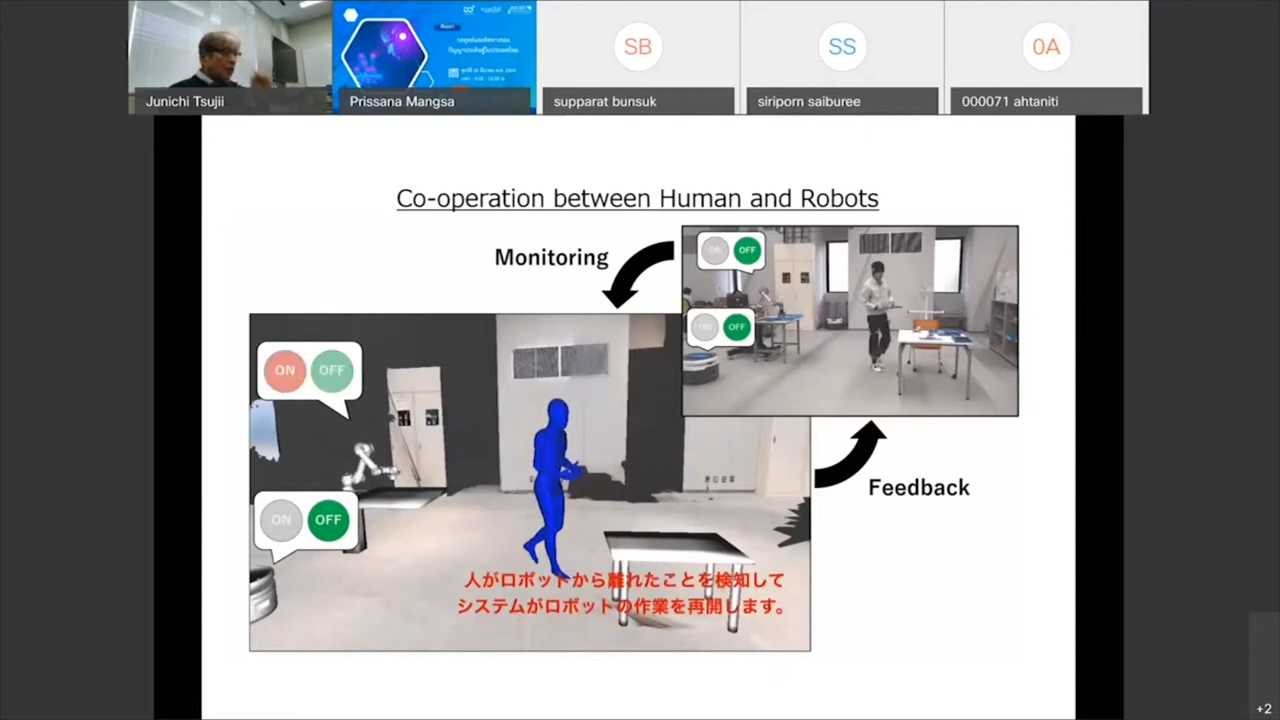 Junichi Tsujii
Prissana Mangsa
supparat bunsuk
siriporn saiburee
000071 ahtaniti
SB
SS
0A
Co-operation between Human and Robots
Monitoring
OFF
ON OFF
ON OFF
ON OFF
Feedback
人がロボットから離れたことを検知して
システムがロボットの作業を再開します。
+2